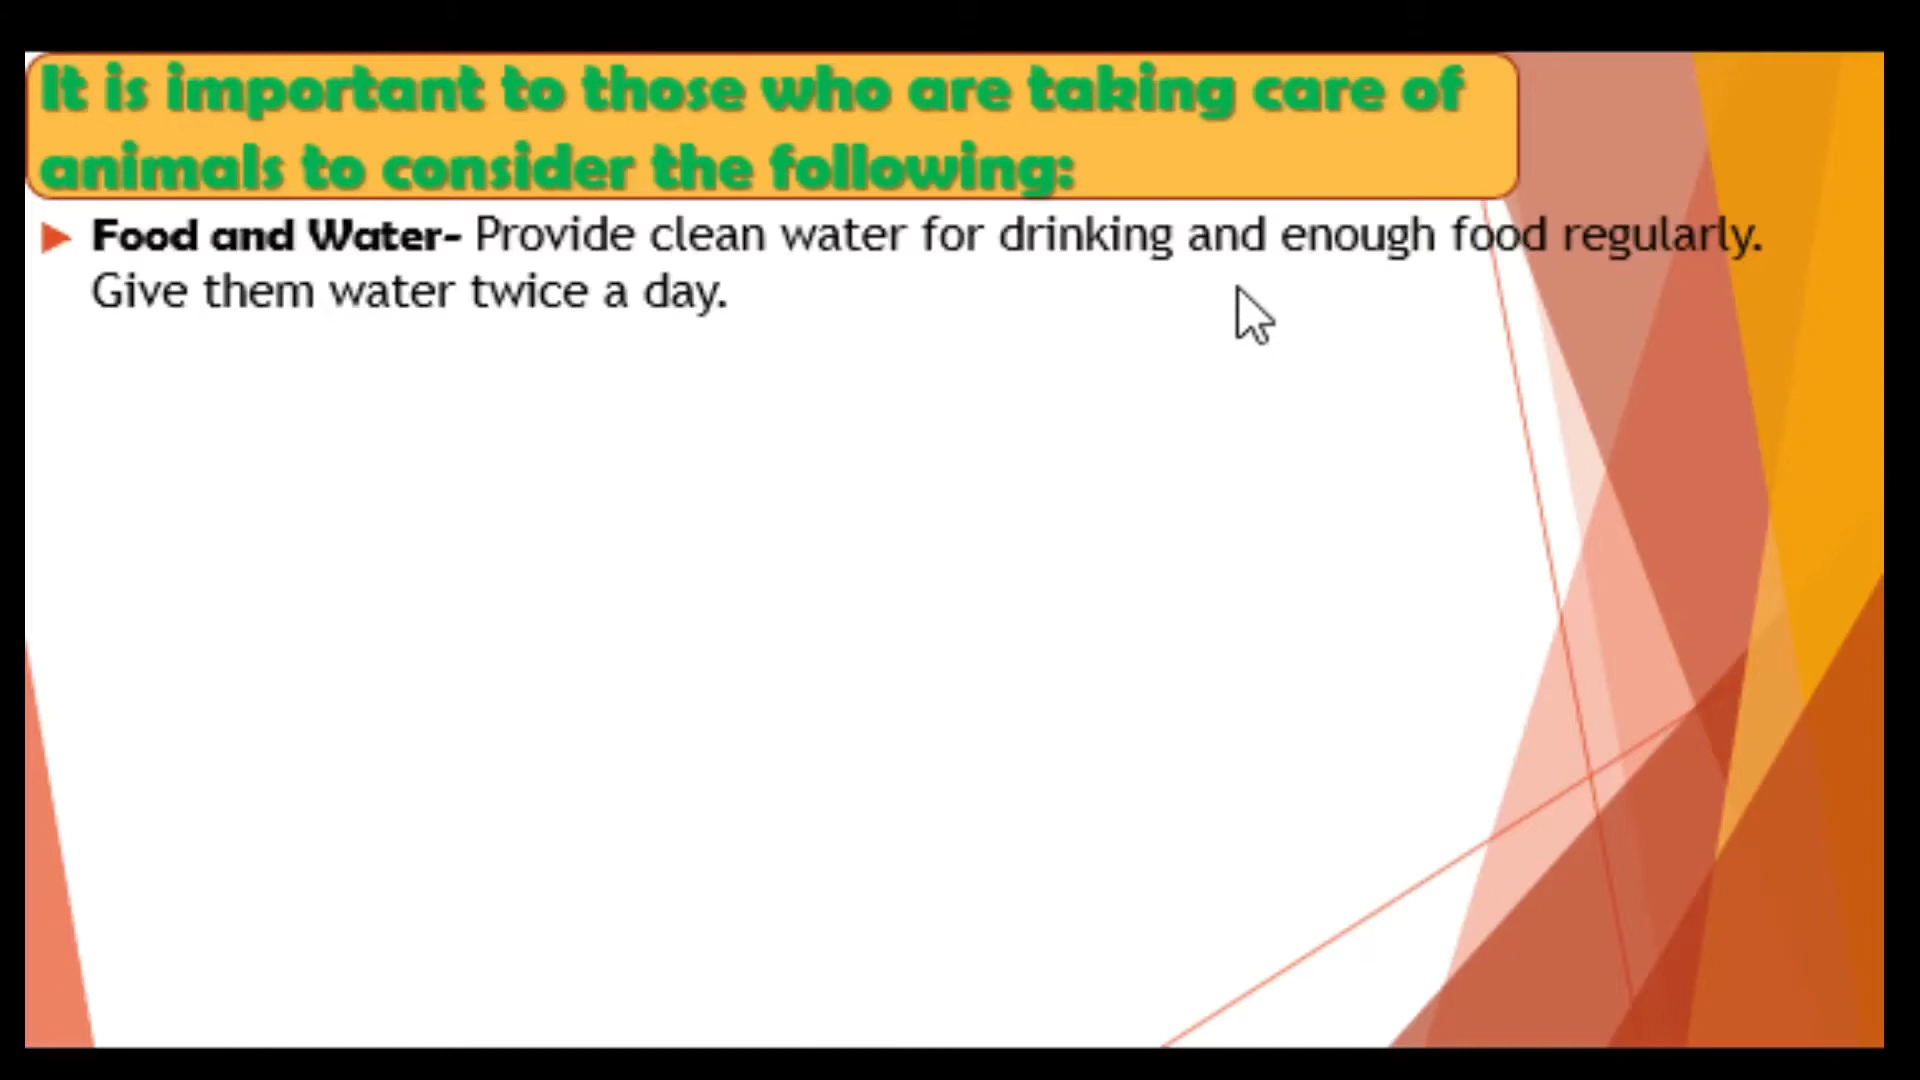 It is important to those who are taking care of
animals to consider the following:
Food and Water- Provide clean water for drinking and enough food regularly.
Give them water twice a day.